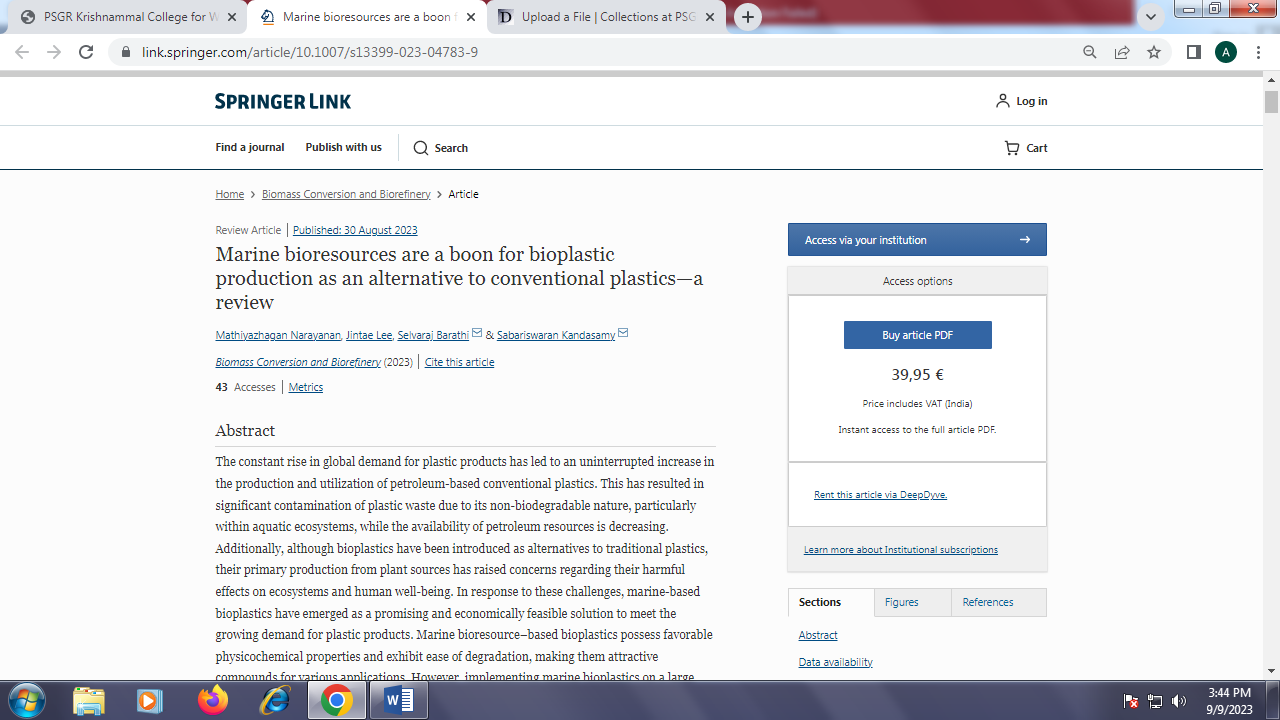 PSGR Krishnammal College for W
Marine bioresources are a boon f
Upload a File | Collections at PSG
link.springer.com/article/10.1007/s13399-023-04783-9
A
SPRINGER LINK
Log in
Find a journal
Publish with us
Search
Cart
Home > Biomass Conversion and Biorefinery > Article
Review Article | Published: 30 August 2023
Marine bioresources are a boon for bioplastic
production as an alternative to conventional plastics—a
review
Mathiyazhagan Narayanan, Jintae Lee, Selvaraj Barathi & Sabariswaran Kandasamy
Biomass Conversion and Biorefinery (2023) | Cite this article
43 Accesses | Metrics
Abstract
The constant rise in global demand for plastic products has led to an uninterrupted increase in
the production and utilization of petroleum-based conventional plastics. This has resulted in
significant contamination of plastic waste due to its non-biodegradable nature, particularly
within aquatic ecosystems, while the availability of petroleum resources is decreasing.
Additionally, although bioplastics have been introduced as alternatives to traditional plastics,
their primary production from plant sources has raised concerns regarding their harmful
effects on ecosystems and human well-being. In response to these challenges, marine-based
bioplastics have emerged as a promising and economically feasible solution to meet the
growing demand for plastic products. Marine bioresource–based bioplastics possess favorable
physicochemical properties and exhibit ease of degradation, making them attractive
compounds for various applications. However, implementing marine bioplastics on a large
Access via your institution
Access options
Buy article PDF
39,95 €
Price includes VAT (India)
Instant access to the full article PDF.
Rent this article via DeepDyve.
Learn more about Institutional subscriptions
Sections
Figures
References
Abstract
Data availability
3:44 PM
9/9/2023